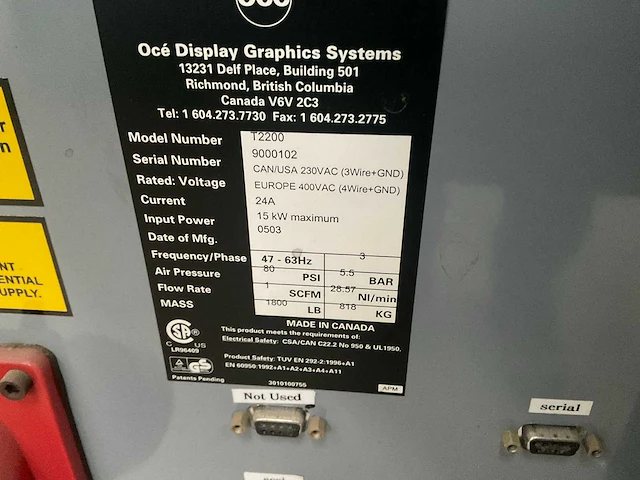 Océ Display Graphics Systems
13231 Delf Place, Building 501
Richmond, British Columbia
Canada V6V 2C3
Tel: 1 604.273.7730 Fax: 1 604.273.2775
Model Number T2200
Serial Number 9000102
Rated: Voltage CAN/USA 230VAC (3Wire+GND)
EUROPE 400VAC (4Wire+GND)
Current 24A
Input Power 15 kW maximum
Date of Mfg. 0503
Frequency/Phase 47 - 63Hz 3
Air Pressure 80 PSI 5.5 BAR
Flow Rate 1 SCFM 28.57 Nl/min
MASS 1800 LB 818 KG
MADE IN CANADA
This product meets the requirements of:
Electrical Safety: CSA/CAN C22.2 No 950 & UL1950,
C US
LR96409
Product Safety: TUV EN 292-2:1996+A1
EN 60950:1992+A1+A2+A3+A4+A11
Patents Pending
3010100755
APM
Not Used
serial
NT
ENTIAL
SUPPLY.